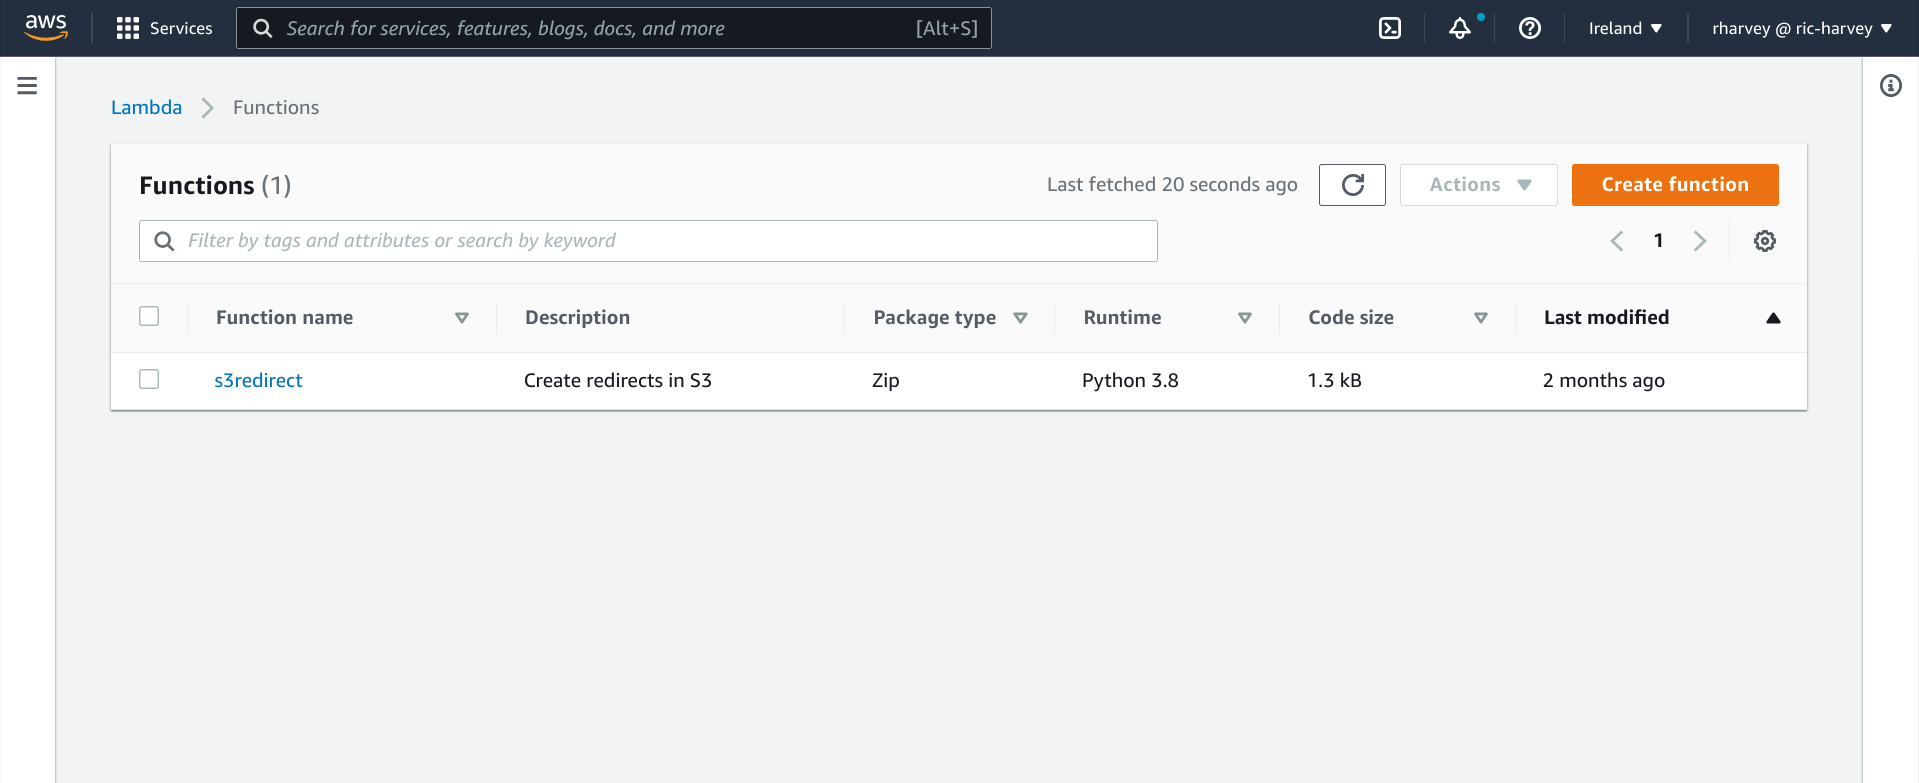 aws Services Search for services, features, blogs, docs, and more [Alt+S] Ireland rharvey @ ric-harvey
Lambda Functions
Functions (1) Last fetched 20 seconds ago Actions Create function
Filter by tags and attributes or search by keyword 1
Function name Description Package type Runtime Code size Last modified
s3redirect Create redirects in S3 Zip Python 3.8 1.3 kB 2 months ago